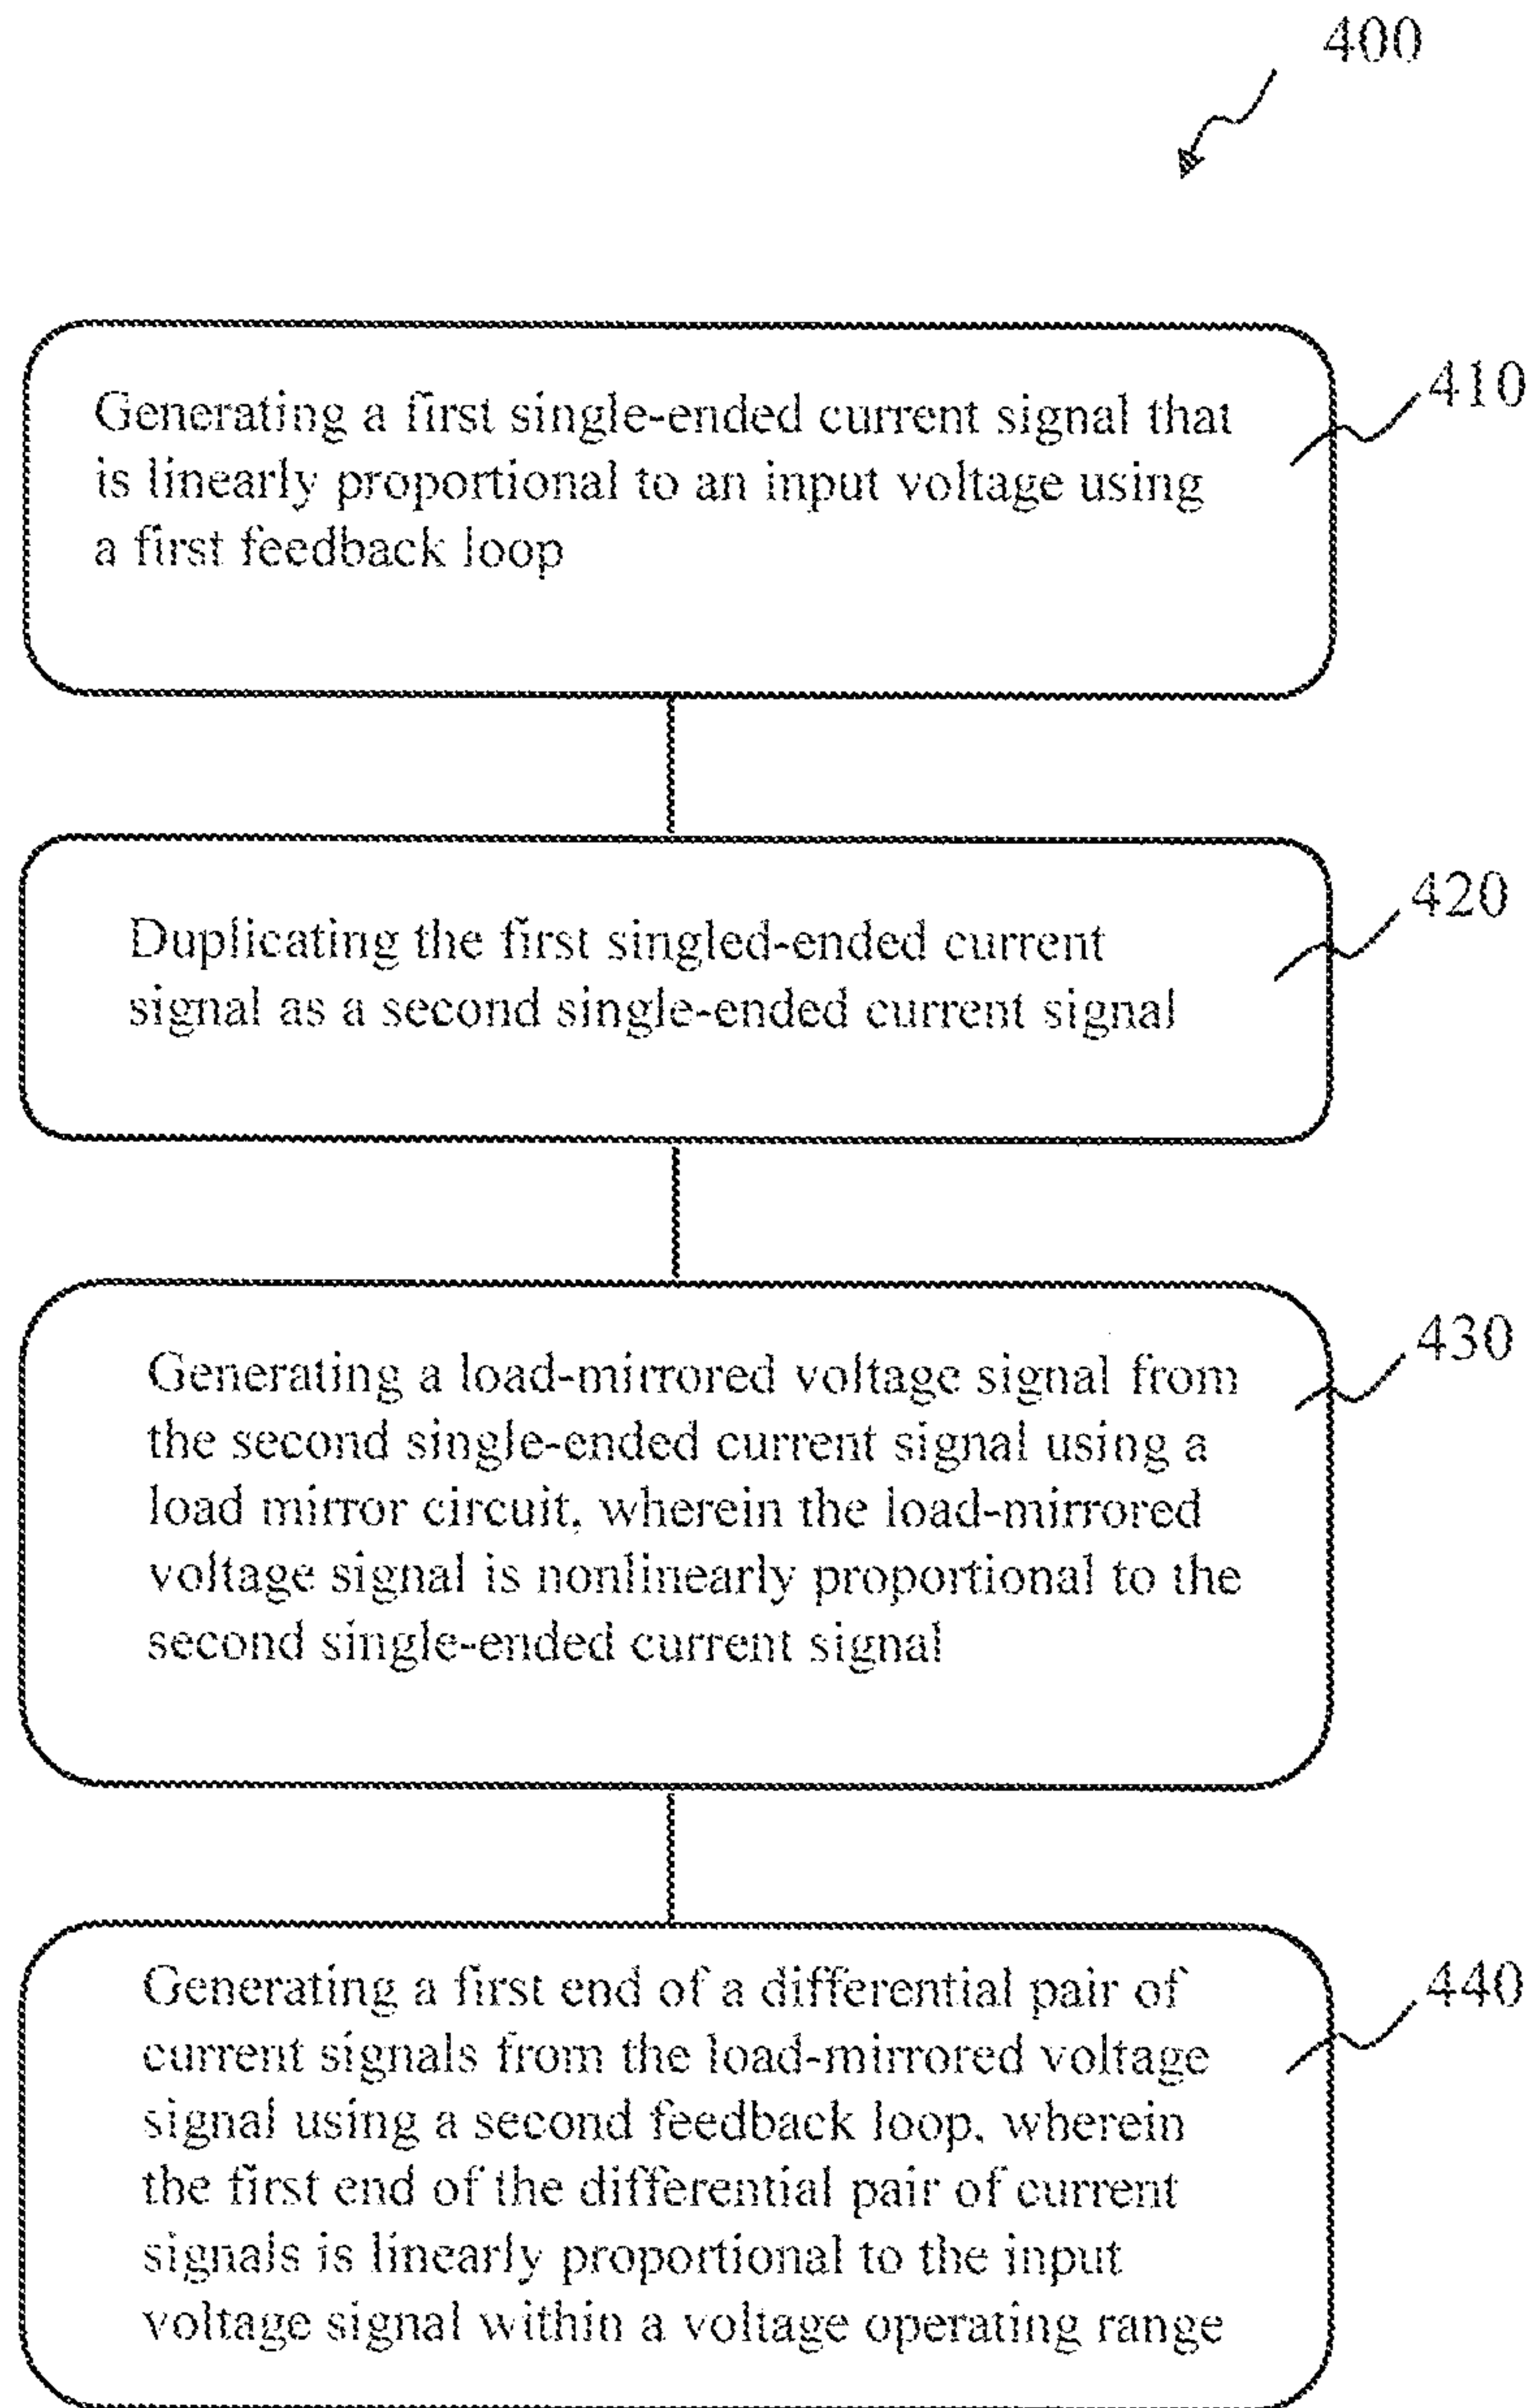 400
Generating a first single-ended current signal that
is linearly proportional to an input voltage using
a first feedback loop
410
Duplicating the first singled-ended current
signal as a second single-ended current signal
420
Generating a load-mirrored voltage signal from
the second single-ended current signal using a
load mirror circuit, wherein the load-mirrored
voltage signal is nonlinearly proportional to the
second single-ended current signal
430
Generating a first end of a differential pair of
current signals from the load-mirrored voltage
signal using a second feedback loop, wherein
the first end of the differential pair of current
signals is linearly proportional to the input
voltage signal within a voltage operating range
440